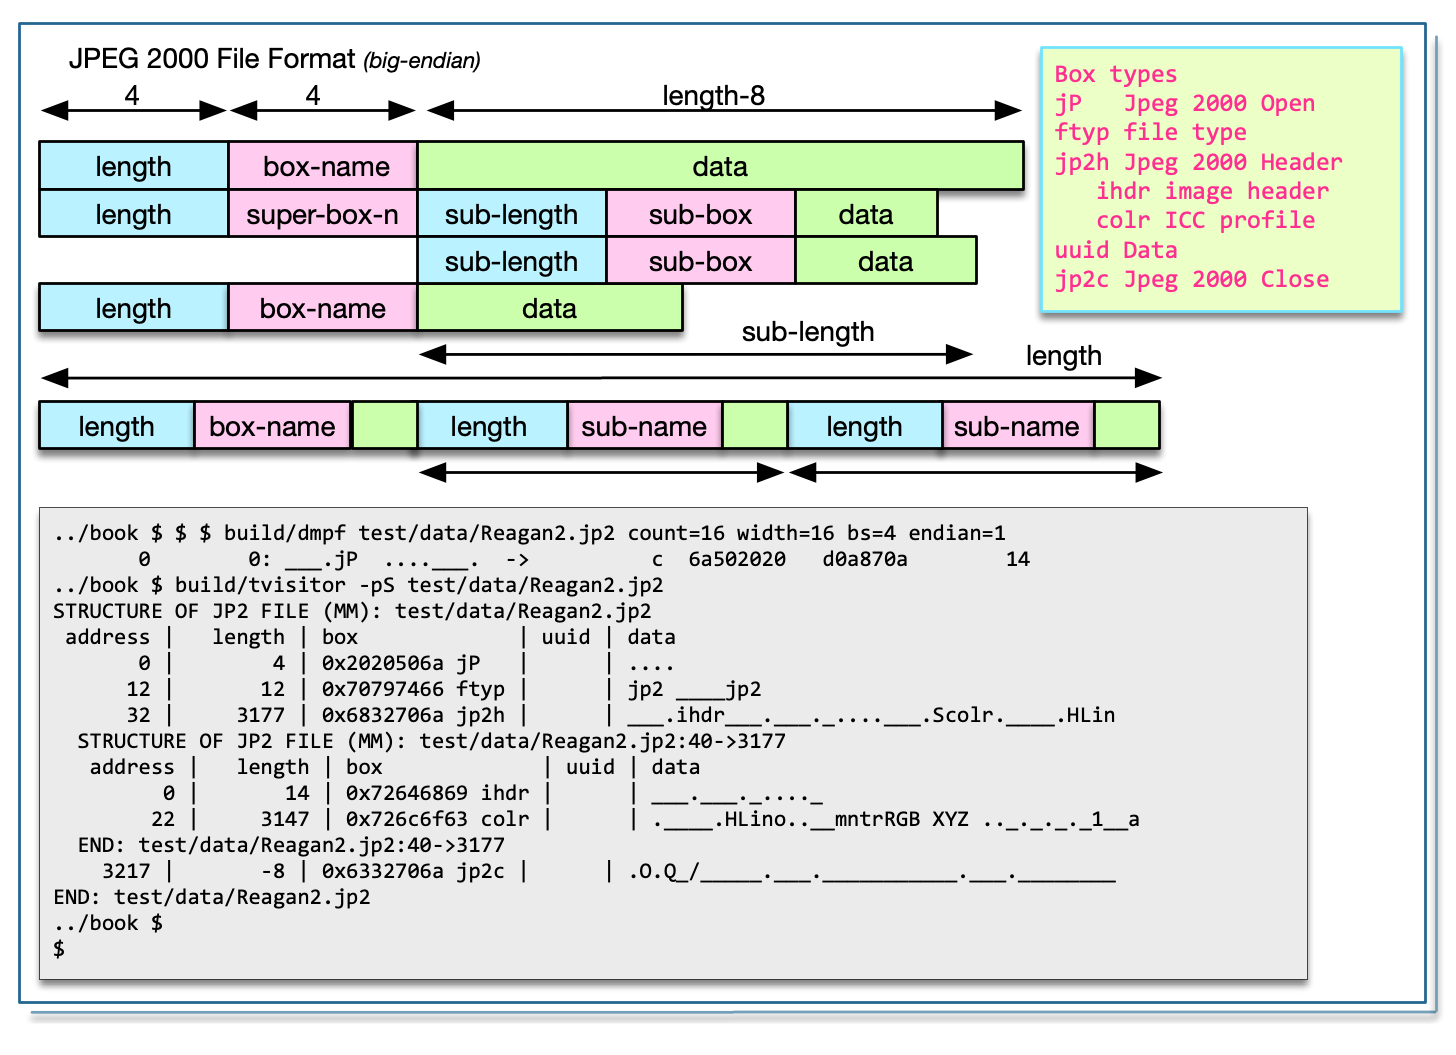 JPEG 2000 File Format (big-endian)
4 4 length-8
length box-name data
length super-box-n sub-length sub-box data
sub-length sub-box data
length box-name data
sub-length
length
length box-name length sub-name length sub-name
Box types
jP   Jpeg 2000 Open
ftyp file type
jp2h Jpeg 2000 Header
   ihdr image header
   colr ICC profile
uuid Data
jp2c Jpeg 2000 Close
../book $ $ $ build/dmpf test/data/Reagan2.jp2 count=16 width=16 bs=4 endian=1
       0        0: ___.jP  ....___.  ->          c  6a502020   d0a870a        14
../book $ build/tvisitor -pS test/data/Reagan2.jp2
STRUCTURE OF JP2 FILE (MM): test/data/Reagan2.jp2
 address |   length | box             | uuid | data
       0 |        4 | 0x2020506a jP   |      | ....
      12 |       12 | 0x70797466 ftyp |      | jp2 ____jp2
      32 |     3177 | 0x6832706a jp2h |      | ___.ihdr___.___._....___.Scolr.____.HLin
  STRUCTURE OF JP2 FILE (MM): test/data/Reagan2.jp2:40->3177
   address |   length | box             | uuid | data
         0 |       14 | 0x72646869 ihdr |      | ___.___._...._
        22 |     3147 | 0x726c6f63 colr |      | .____.HLino..__mntrRGB XYZ .._._._._1__a
  END: test/data/Reagan2.jp2:40->3177
    3217 |       -8 | 0x6332706a jp2c |      | .O.Q_/_____.___.___________.___.________
END: test/data/Reagan2.jp2
../book $
$